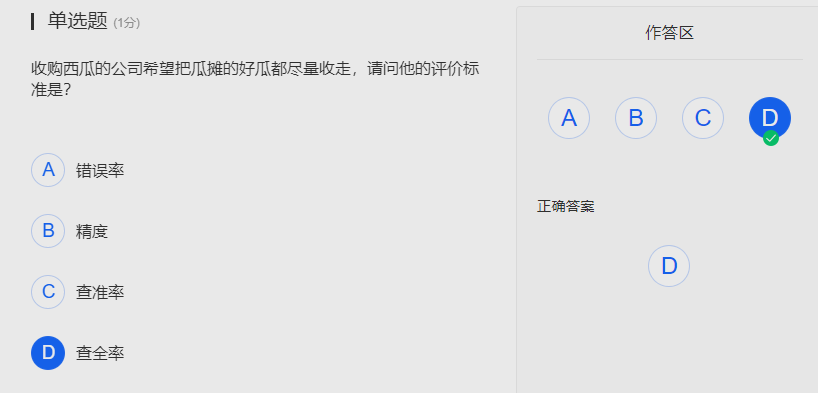 单选题 (1分)
收购西瓜的公司希望把瓜摊的好瓜都尽量收走，请问他的评价标
准是?
A 错误率
B 精度
C 查准率
D 查全率
作答区
A B C D
正确答案
D